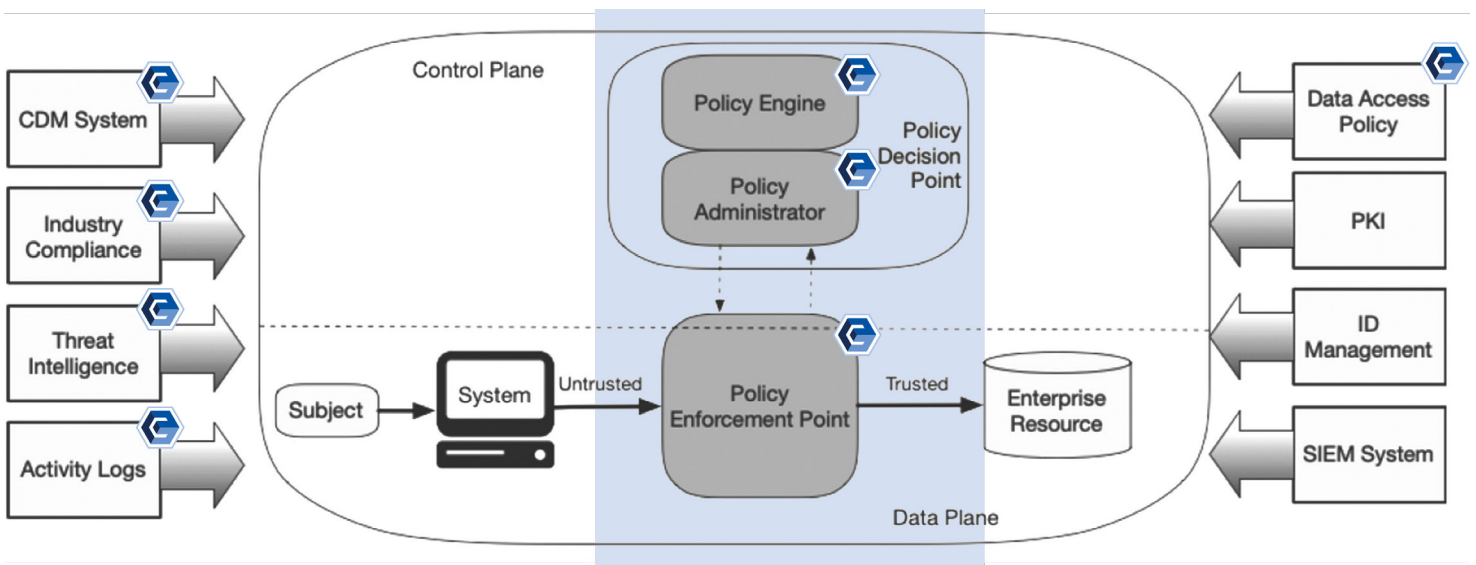 Control Plane
CDM System
Industry
Compliance
Threat
Intelligence
Activity Logs
Policy Engine
Policy
Administrator
Policy
Decision
Point
Subject
System
Untrusted
Policy
Enforcement Point
Trusted
Enterprise
Resource
Data Plane
Data Access
Policy
PKI
ID
Management
SIEM System